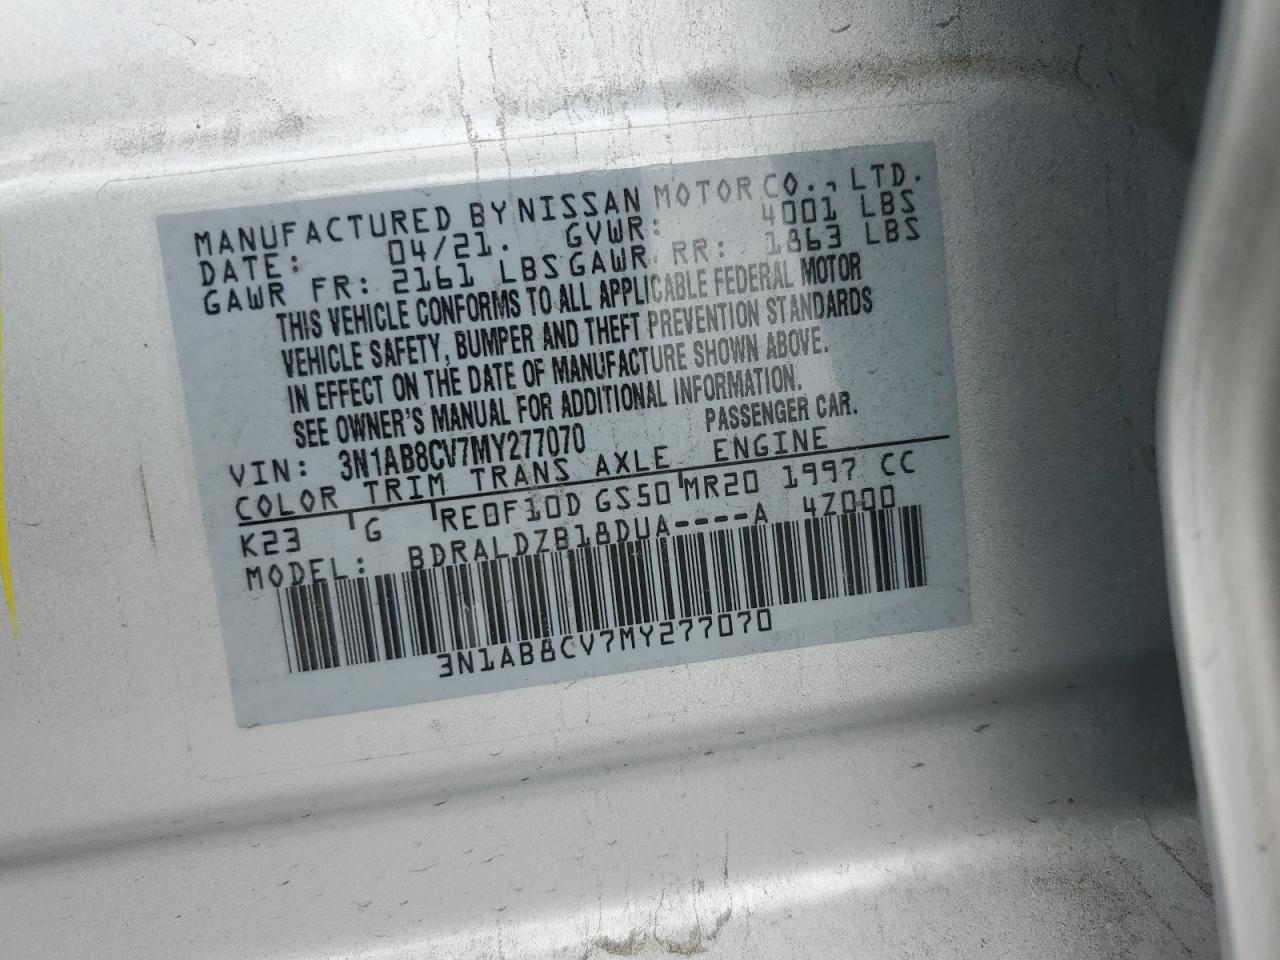 MANUFACTURED BY NISSAN MOTOR CO., LTD.
DATE: 04/21. GVWR: 4001 LBS
GAWR FR: 2161 LBS GAWR RR: 1863 LBS
THIS VEHICLE CONFORMS TO ALL APPLICABLE FEDERAL MOTOR
VEHICLE SAFETY, BUMPER AND THEFT PREVENTION STANDARDS
IN EFFECT ON THE DATE OF MANUFACTURE SHOWN ABOVE.
SEE OWNER'S MANUAL FOR ADDITIONAL INFORMATION.
VIN: 3N1AB8CV7MY277070 PASSENGER CAR.
COLOR TRIM TRANS AXLE ENGINE
K23 G RE0F10D GS50 MR20 1997 CC
MODEL: BDRALDZB18DUA----A 4Z000
3N1AB8CV7MY277070